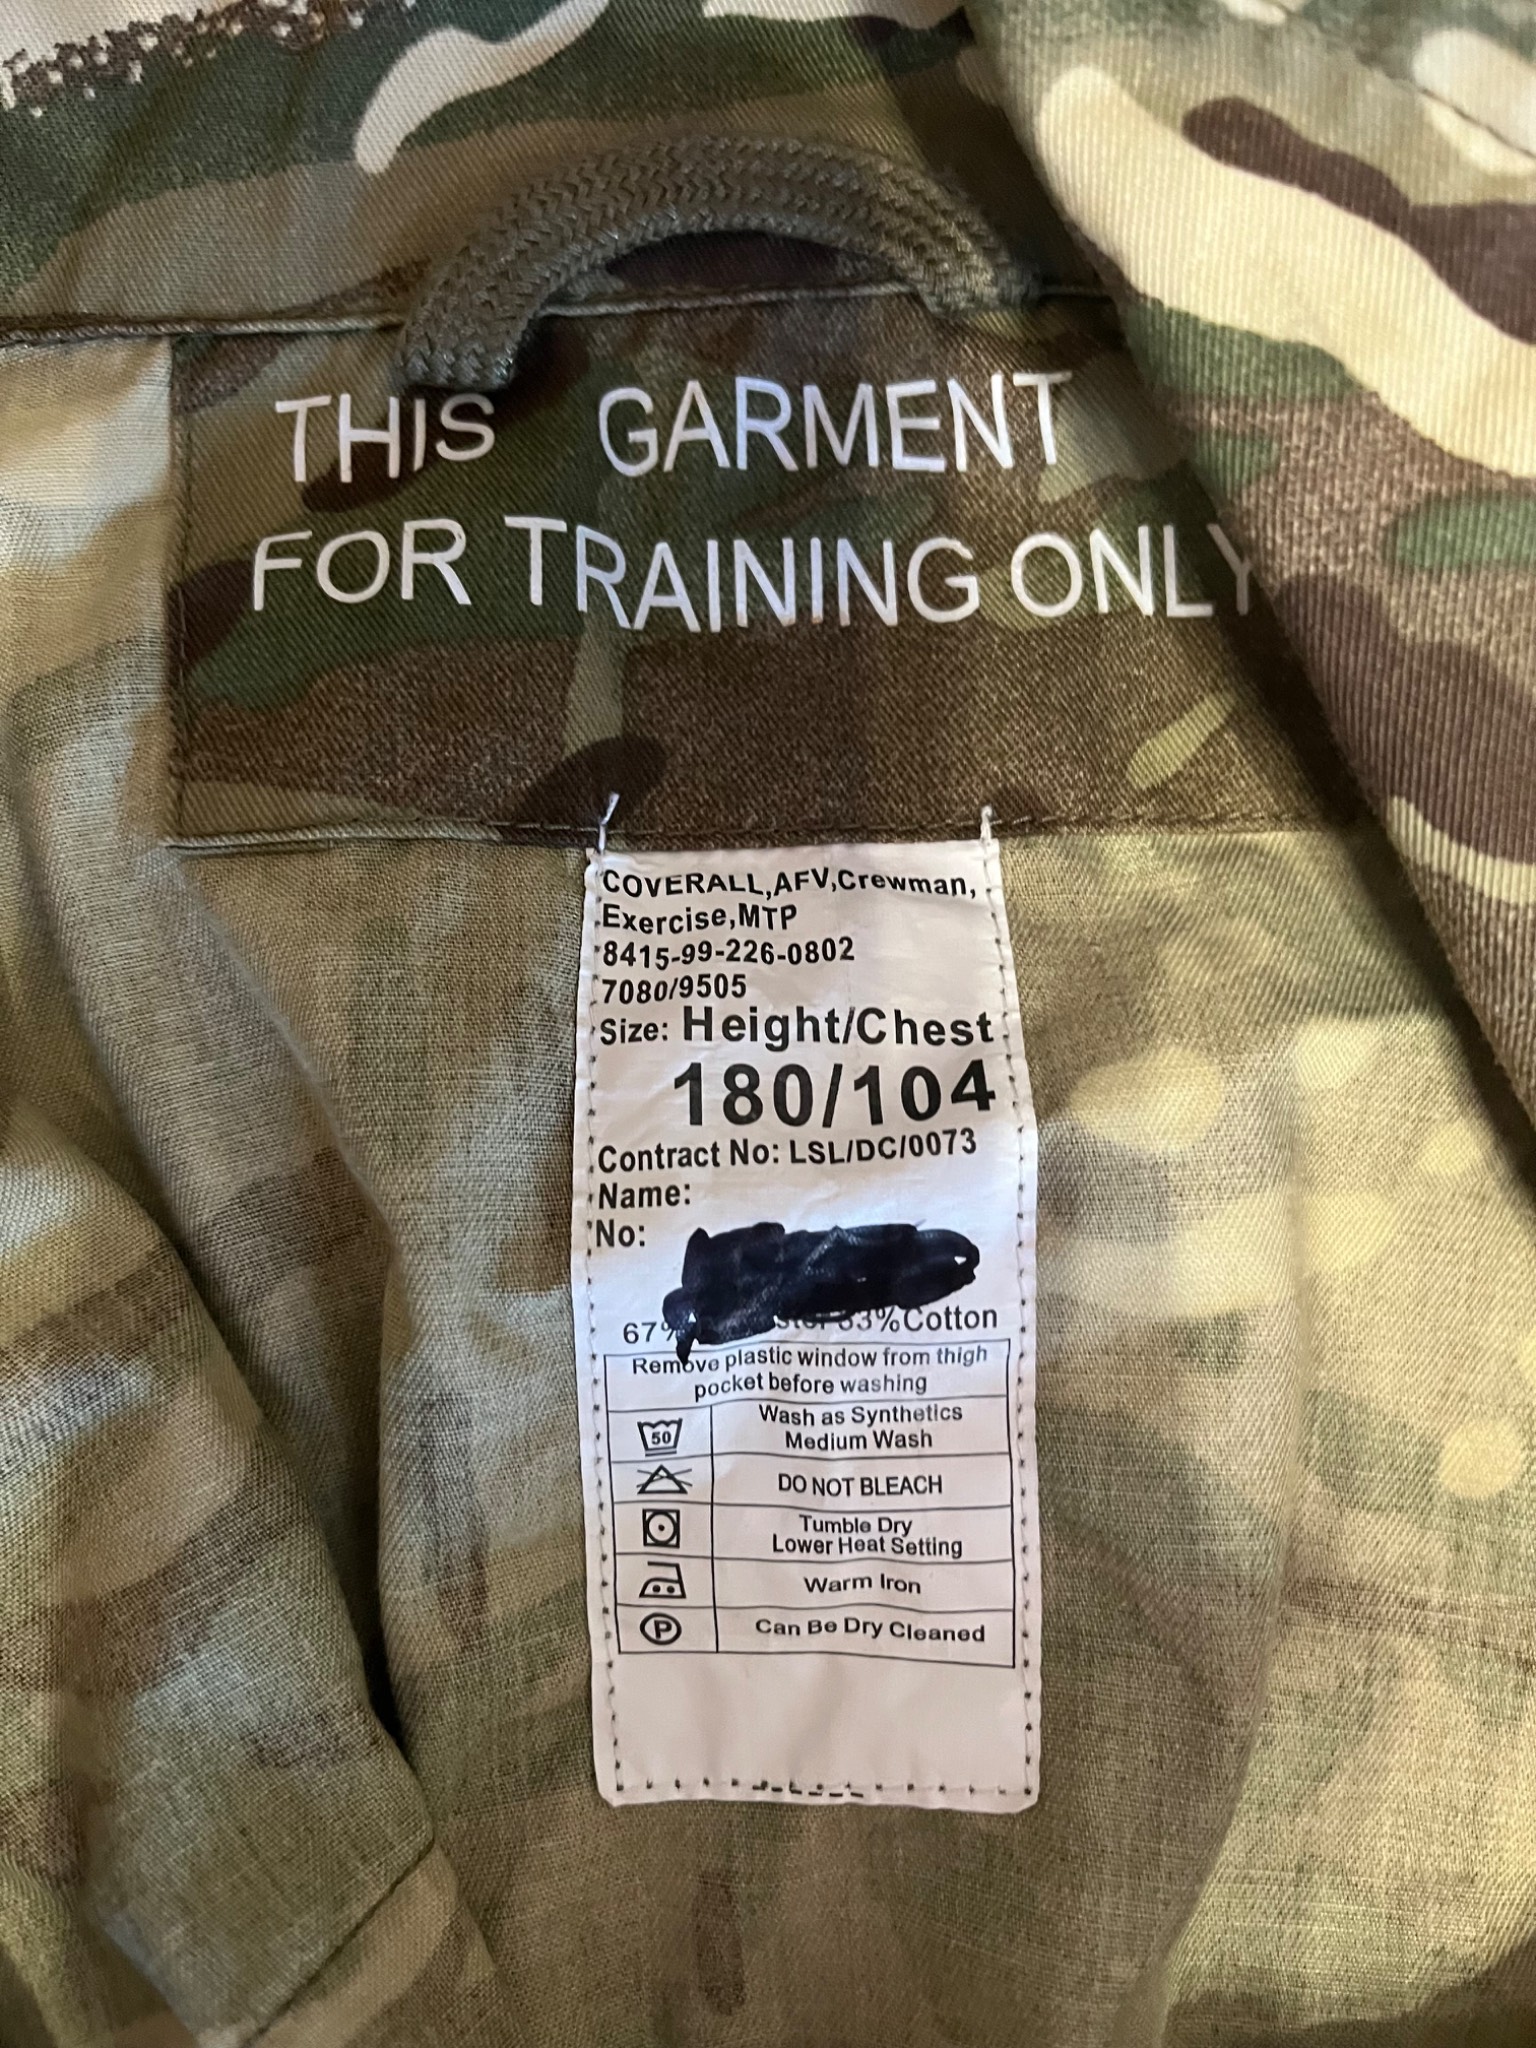 THIS GARMENT
FOR TRAINING ONLY
COVERALL,AFV,Crewman,
Exercise,MTP
8415-99-226-0802
7080/9505
Size: Height/Chest
180/104
Contract No: LSL/DC/0073
Name:
No:
67% 33%Cotton
Remove plastic window from thigh
pocket before washing
50
Wash as Synthetics
Medium Wash
DO NOT BLEACH
Tumble Dry
Lower Heat Setting
Warm Iron
P
Can Be Dry Cleaned